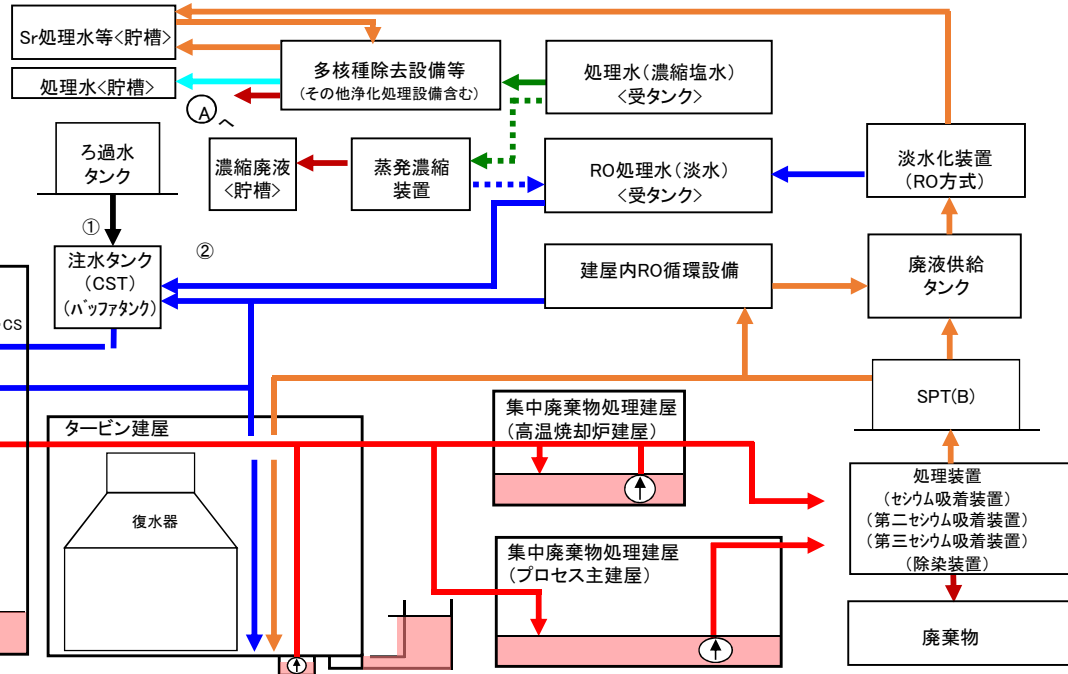 Sr処理水等<貯槽>
処理水<貯槽>
多核種除去設備等
(その他浄化処理設備含む)
処理水(濃縮塩水)
<受タンク>
Aへ
ろ過水
タンク
濃縮廃液
<貯槽>
蒸発濃縮
装置
RO処理水(淡水)
<受タンク>
淡水化装置
(RO方式)
①
②
注水タンク
(CST)
(バッファタンク)
建屋内RO循環設備
廃液供給
タンク
CS
SPT(B)
タービン建屋
復水器
集中廃棄物処理建屋
(高温焼却炉建屋)
集中廃棄物処理建屋
(プロセス主建屋)
処理装置
(セシウム吸着装置)
(第二セシウム吸着装置)
(第三セシウム吸着装置)
(除染装置)
廃棄物